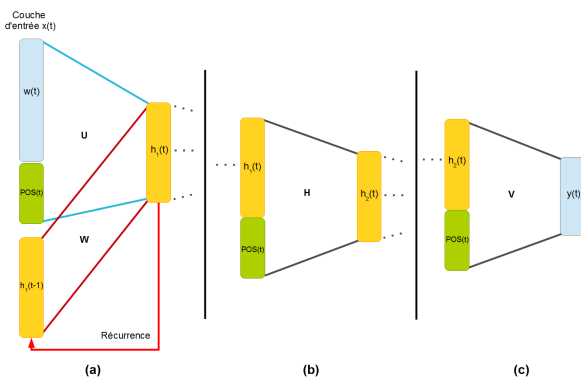 Couche
d'entrée x(t)
w(t)
U
POS(t)
h1(t)
W
h1(t-1)
Récurrence
(a)
h1(t)
H
POS(t)
h2(t)
(b)
h2(t)
V
POS(t)
y(t)
(c)